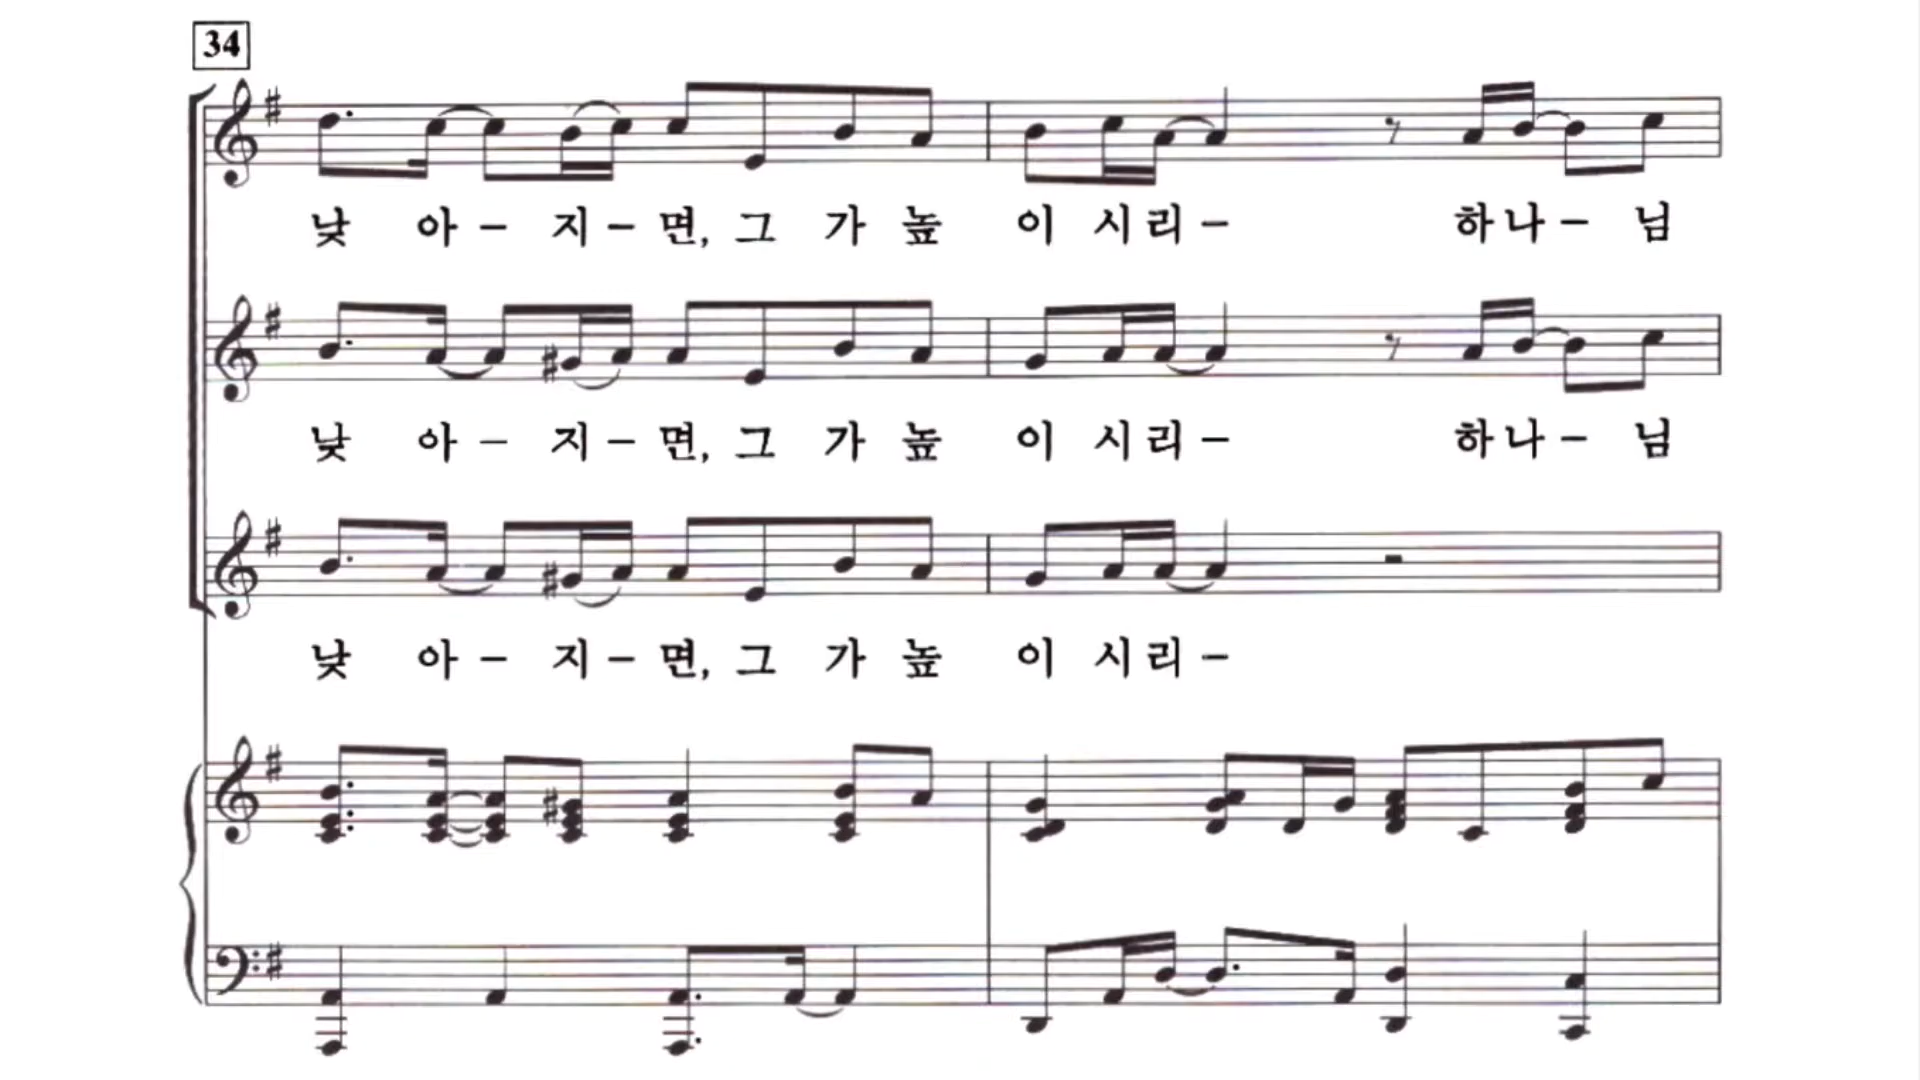 34
낮 아 – 지 – 면, 그 가 높 이 시 리 – 하 나 – 님
낮 아 – 지 – 면, 그 가 높 이 시 리 – 하 나 – 님
낮 아 – 지 – 면, 그 가 높 이 시 리 –